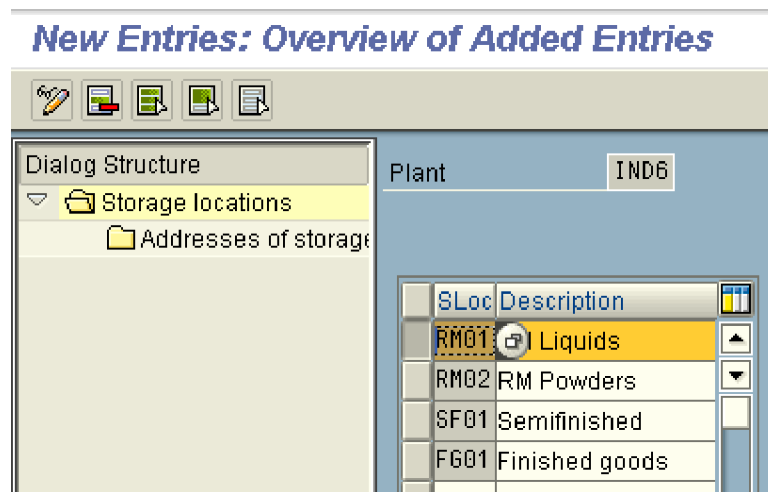 New Entries: Overview of Added Entries
Dialog Structure
Storage locations
Addresses of storage
Plant IND6
SLoc Description
RM01 Liquids
RM02 RM Powders
SF01 Semifinished
FG01 Finished goods